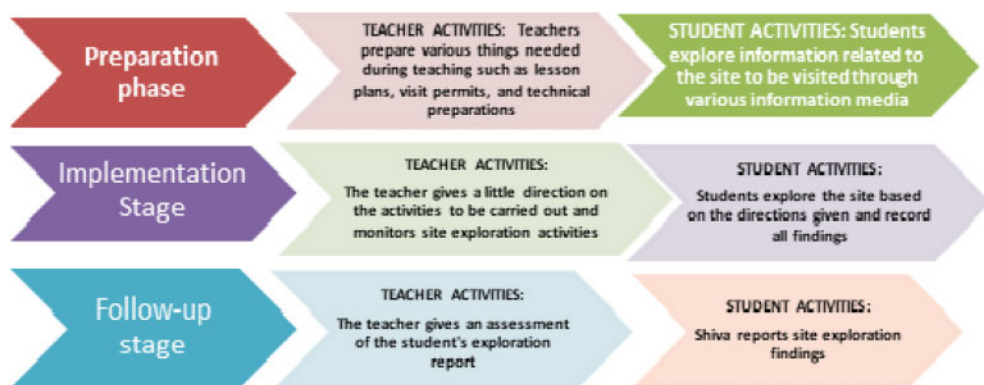 Preparation
phase
TEACHER ACTIVITIES: Teachers
prepare various things needed
during teaching such as lesson
plans, visit permits, and technical
preparations
STUDENT ACTIVITIES: Students
explore information related to
the site to be visited through
various information media
Implementation
Stage
TEACHER ACTIVITIES:
The teacher gives a little direction on
the activities to be carried out and
monitors site exploration activities
STUDENT ACTIVITIES:
Students explore the site based
on the directions given and record
all findings
Follow-up
stage
TEACHER ACTIVITIES:
The teacher gives an assessment
of the student's exploration
report
STUDENT ACTIVITIES:
Shiva reports site exploration
findings